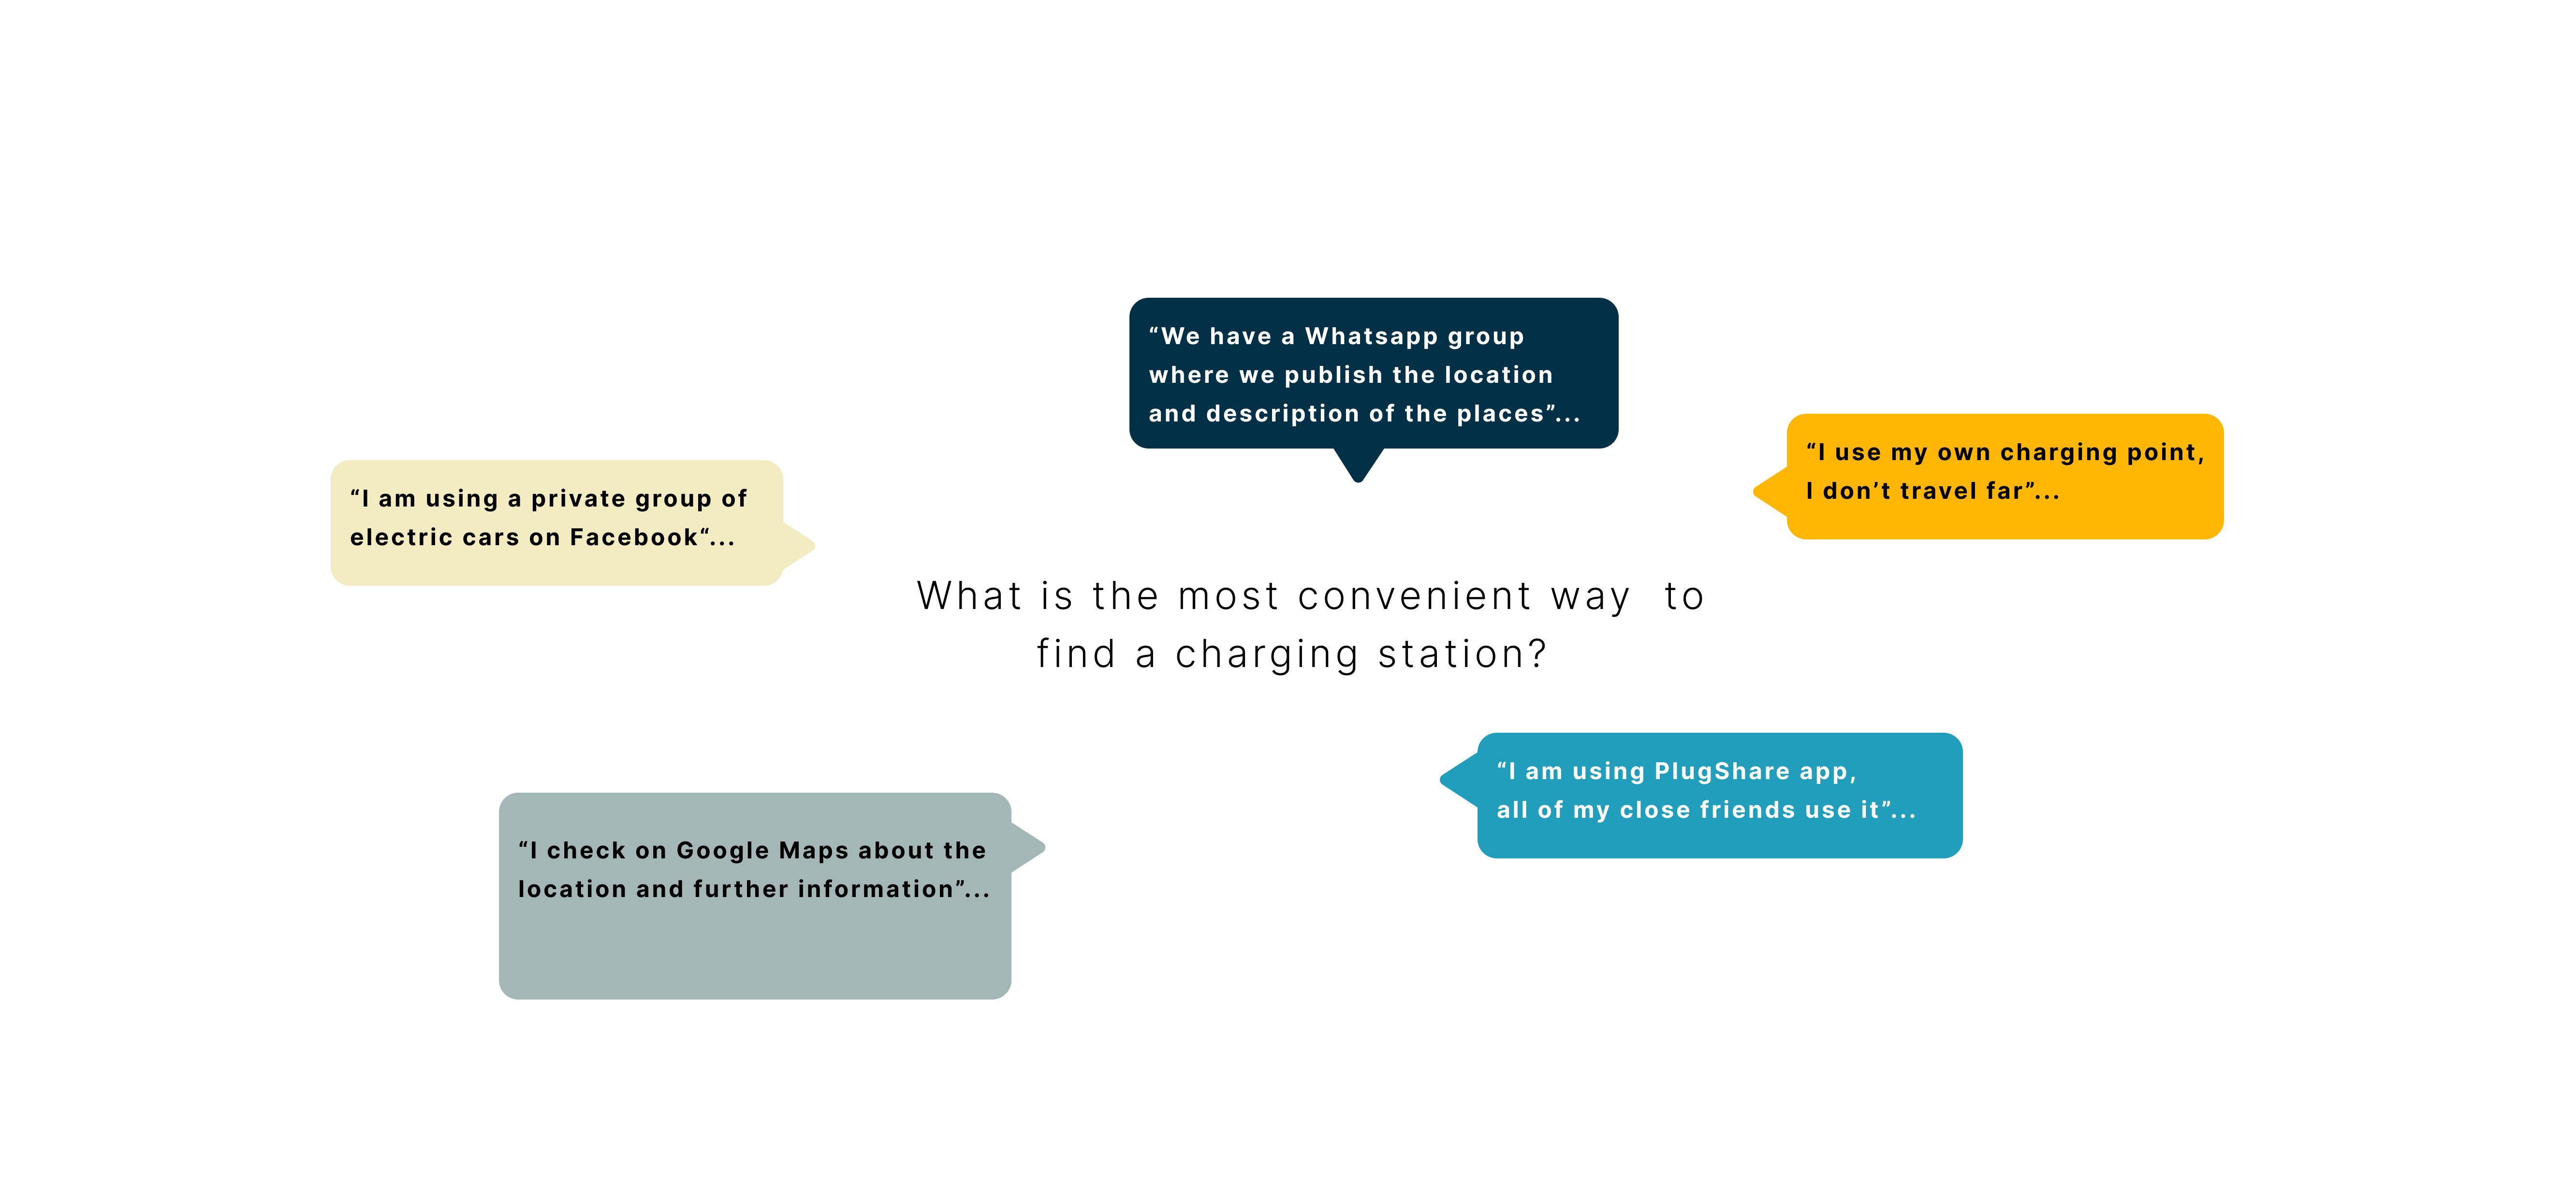 “We have a Whatsapp group
where we publish the location
and description of the places”...
“I use my own charging point,
I don’t travel far”...
“I am using a private group of
electric cars on Facebook“...
What is the most convenient way  to
find a charging station?
“I am using PlugShare app,
all of my close friends use it”...
“I check on Google Maps about the
location and further information”...